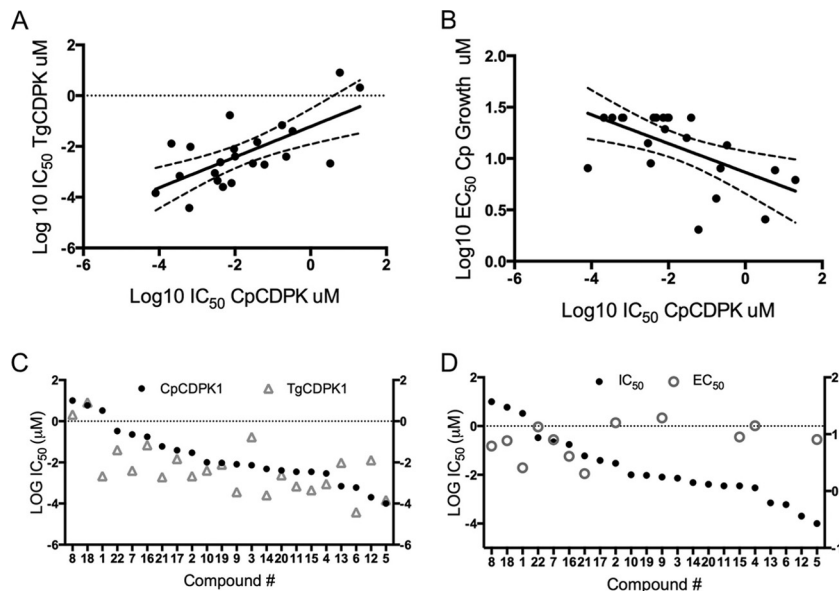 A
Log 10 IC50 TgCDPK uM
2
0
-2
-4
-6
-6 -4 -2 0 2
Log10 IC50 CpCDPK uM
B
Log10 EC50 Cp Growth uM
2.0
1.5
1.0
0.5
0.0
-6 -4 -2 0 2
Log10 IC50 CpCDPK uM
C
CpCDPK1 TgCDPK1
LOG IC50 (μM)
2 2
0 0
-2 -2
-4 -4
-6 -6
8 18 1 22 7 16 21 17 2 10 19 9 3 14 20 11 15 4 13 6 12 5
Compound #
D
IC50 EC50
LOG IC50 (μM)
2 2
0 1
-2 0
-4 -1
8 18 1 22 7 16 21 17 2 10 19 9 3 14 20 11 15 4 13 6 12 5
Compound #